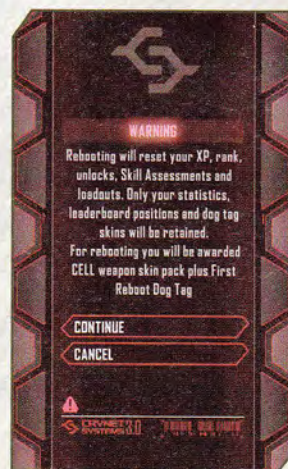 WARNING
Rebooting will reset your XP, rank,
unlocks, Skill Assessments and
loadouts. Only your statistics,
leaderboard positions and dog tag
skins will be retained.
For rebooting you will be awarded
CELL weapon skin pack plus First
Reboot Dog Tag
CONTINUE
CANCEL
CRYNET
SYSTEMS 3.0